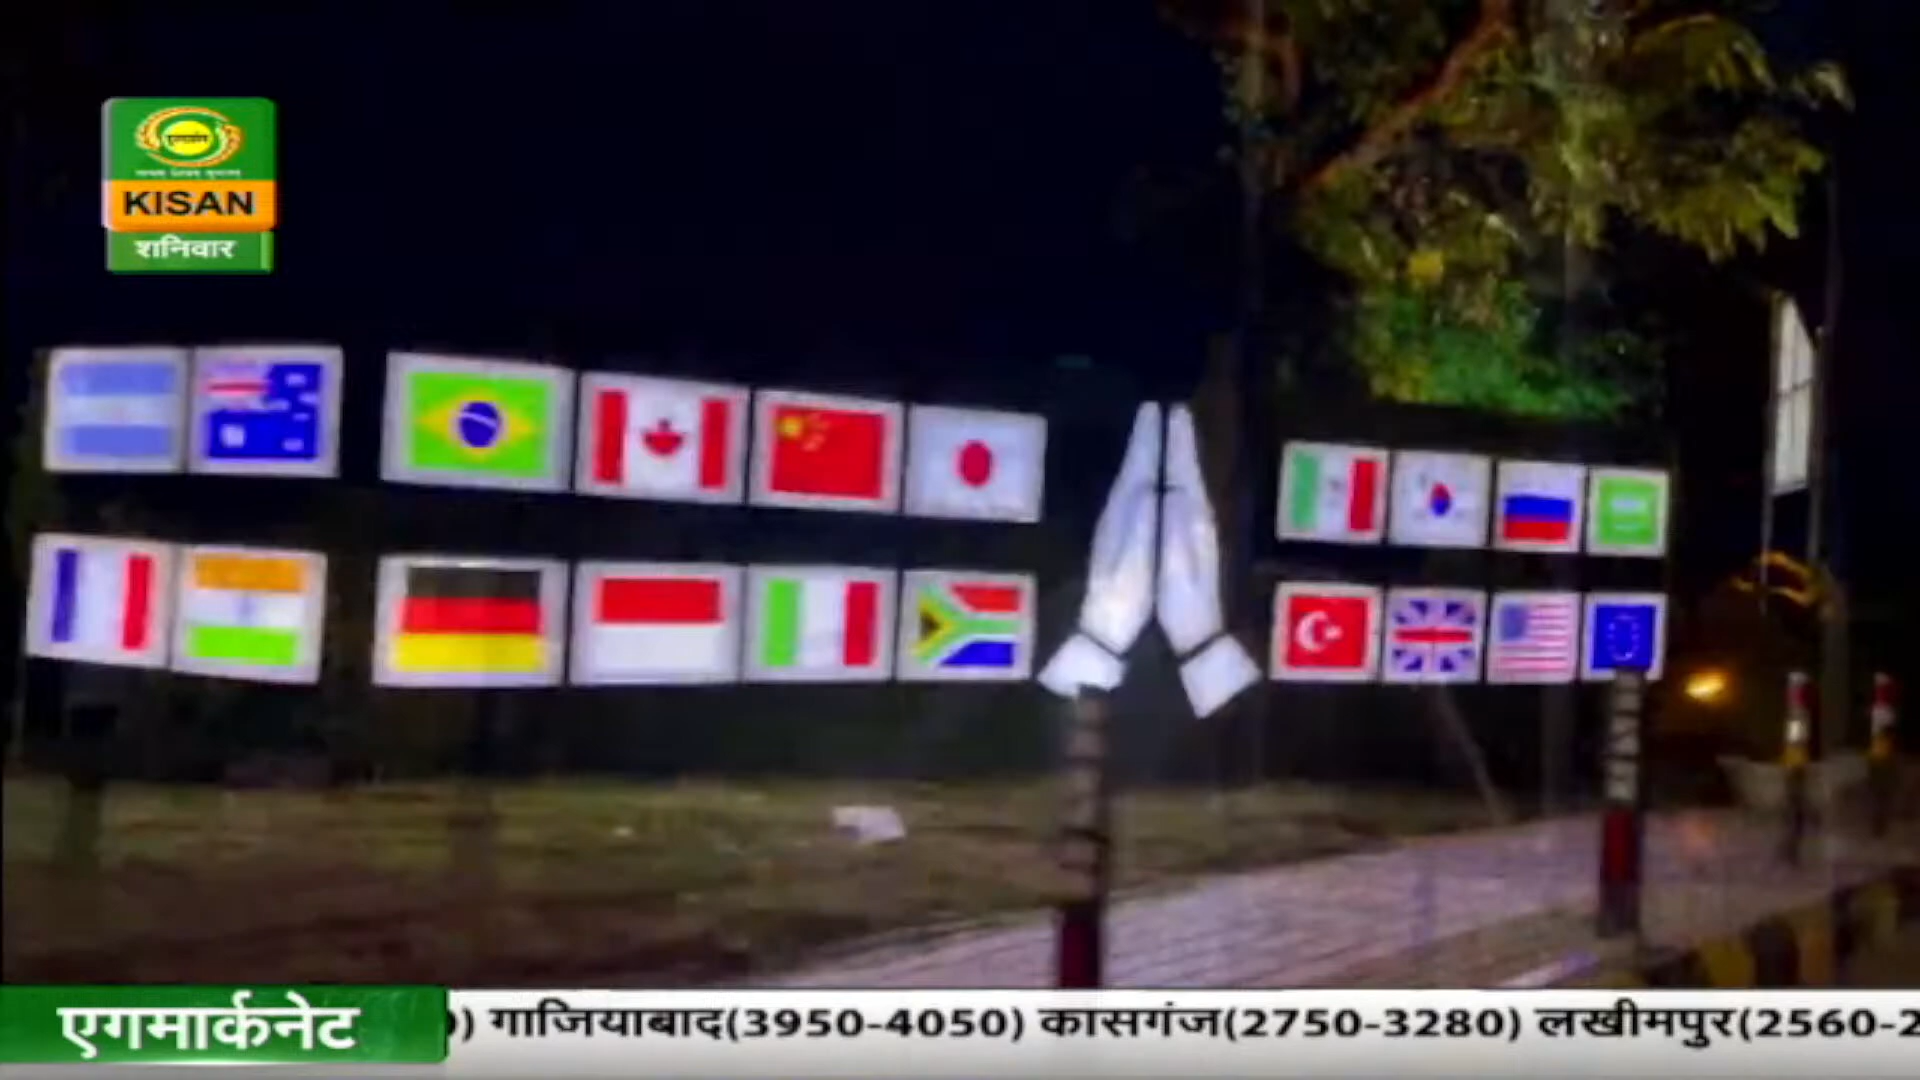 KISAN
शनिवार
एगमार्कनेट
) गाजियाबाद(3950-4050) कासगंज(2750-3280) लखीमपुर(2560-2